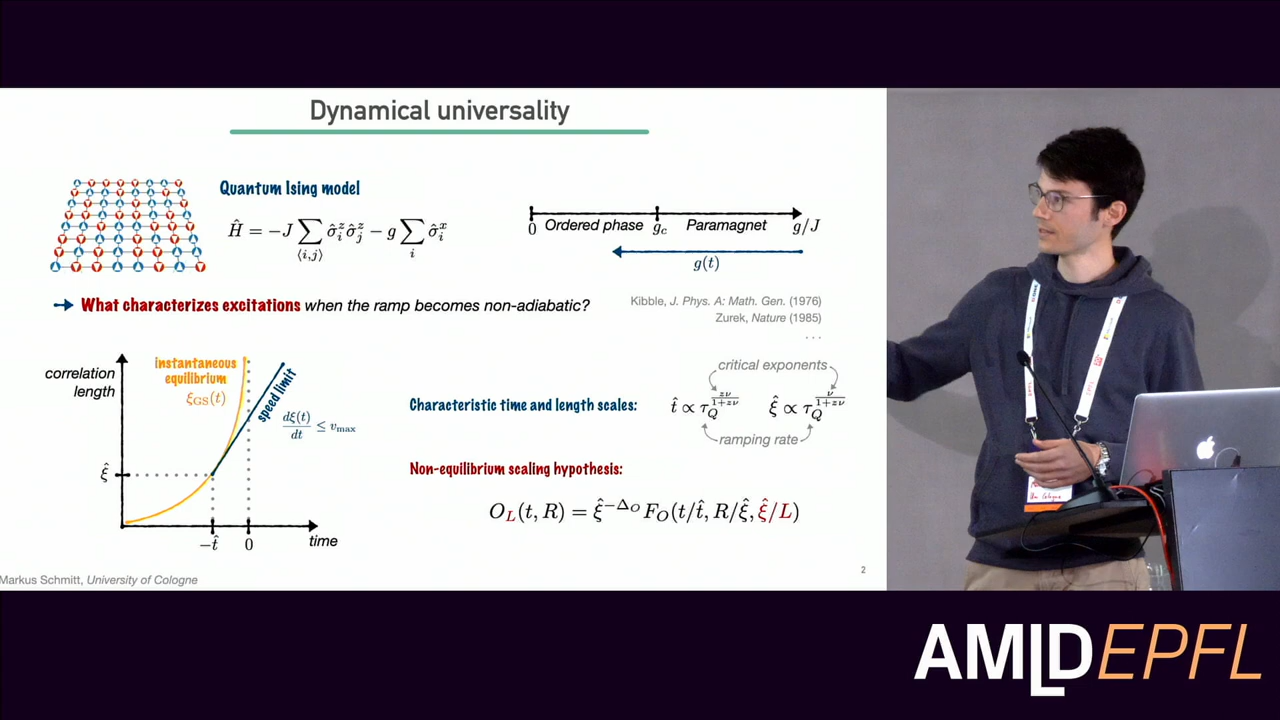 Dynamical universality
Quantum Ising model
Ĥ = −J ∑⟨i,j⟩ σ̂ᵢᶻσ̂ⱼᶻ − g ∑ᵢ σ̂ᵢˣ
0 Ordered phase g_c Paramagnet g/J
g(t)
What characterizes excitations when the ramp becomes non-adiabatic?
Kibble, J. Phys. A: Math. Gen. (1976)
Zurek, Nature (1985)
. . .
correlation
length
instantaneous
equilibrium
ξ_GS(t)
speed limit
dξ(t)/dt ≤ v_max
ξ̂
−t̂ 0 time
critical exponents
Characteristic time and length scales: t̂ ∝ τ_Q^{zν/(1+zν)} ξ̂ ∝ τ_Q^{ν/(1+zν)}
ramping rate
Non-equilibrium scaling hypothesis:
O_L(t, R) = ξ̂^{−Δ_O} F_O(t/t̂, R/ξ̂, ξ̂/L)
2
Markus Schmitt, University of Cologne
AMLDEPFL